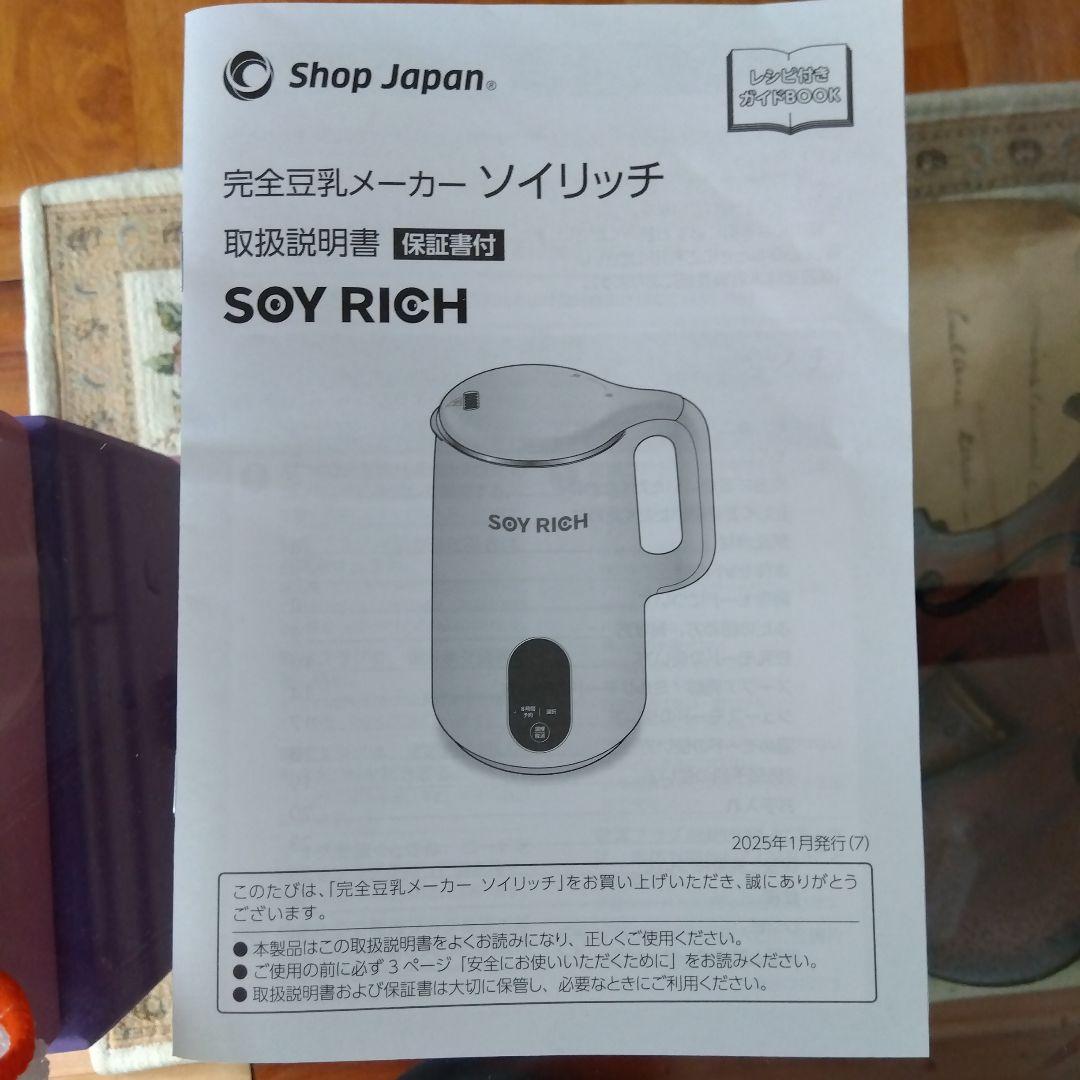 Shop Japan®
レシピ付き
ガイドBOOK
完全豆乳メーカー ソイリッチ
取扱説明書 保証書付
SOY RICH
SOY RICH
8時間
予約
選択
2025年1月発行(7)
このたびは、「完全豆乳メーカー ソイリッチ」をお買い上げいただき、誠にありがとう
ございます。
● 本製品はこの取扱説明書をよくお読みになり、正しくご使用ください。
● ご使用の前に必ず3ページ「安全にお使いいただくために」をお読みください。
● 取扱説明書および保証書は大切に保管し、必要なときにご利用ください。